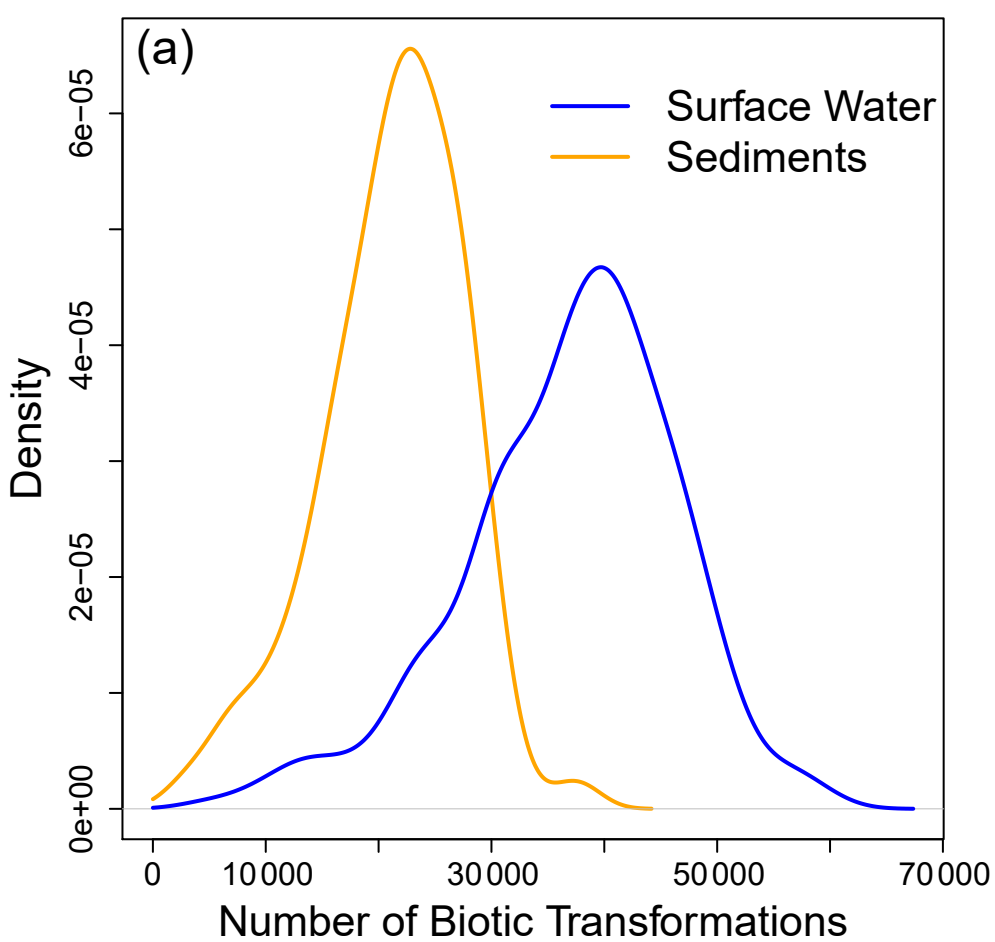 (a)
Surface Water
Sediments
Density
6e−05
4e−05
2e−05
0e+00
0 10000 30000 50000 70000
Number of Biotic Transformations